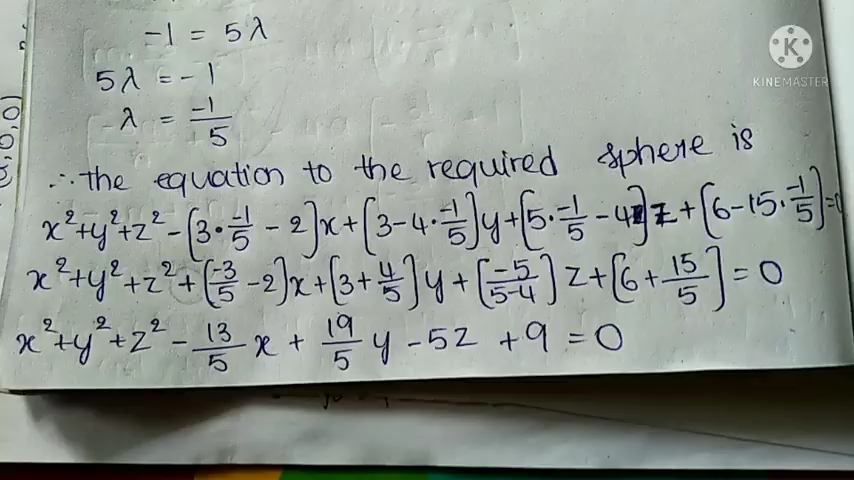 -1 = 5λ
5λ = -1
λ = -1/5
∴ the equation to the required sphere is
x²+y²+z² - [3·-1/5 - 2]x + [3-4·-1/5]y + [5·-1/5 - 4]z + [6-15·-1/5] = 0
x²+y²+z² + [-3/5 - 2]x + [3 + 4/5]y + [-5/5-4]z + [6 + 15/5] = 0
x²+y²+z² - 13/5 x + 19/5 y - 5z + 9 = 0
K
KINEMASTER